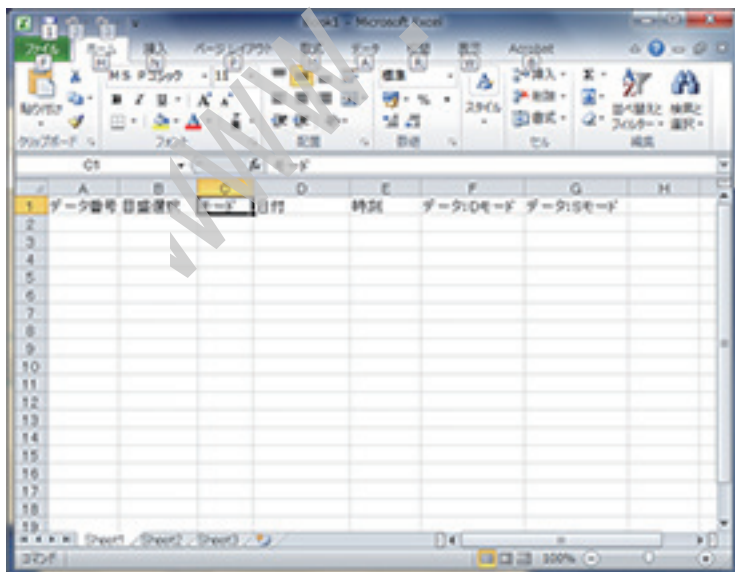 Book1 - Microsoft Excel
ファイル ホーム 挿入 ページ レイアウト 数式 データ 校閲 表示 Acrobat
F H N P M A R W B
MS Pゴシック 11 標準 挿入
貼り付け B I U A A % スタイル 削除 並べ替えと 検索と
書式 フィルター 選択
クリップボード フォント 配置 数値 セル 編集
C1 fx モード
A B C D E F G H
1 データ番号 目盛選択 モード 日付 時刻 データ:Dモード データ:Sモード
2
3
4
5
6
7
8
9
10
11
12
13
14
15
16
17
18
19
Sheet1 Sheet2 Sheet3
コマンド 100%
WWW.